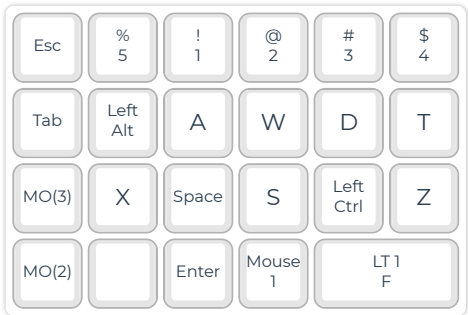 Esc
%
5
!
1
@
2
#
3
$
4
Tab
Left
Alt
A
W
D
T
MO(3)
X
Space
S
Left
Ctrl
Z
MO(2)
Enter
Mouse
1
LT 1
F